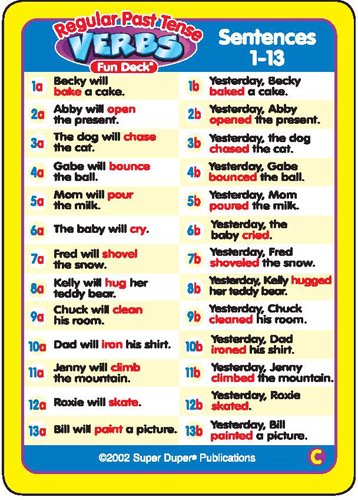 Regular Past Tense
VERBS
Fun Deck®
Sentences
1-13
1a Becky will
bake a cake.
1b Yesterday, Becky
baked a cake.
2a Abby will open
the present.
2b Yesterday, Abby
opened the present.
3a The dog will chase
the cat.
3b Yesterday, the dog
chased the cat.
4a Gabe will bounce
the ball.
4b Yesterday, Gabe
bounced the ball.
5a Mom will pour
the milk.
5b Yesterday, Mom
poured the milk.
6a The baby will cry.
6b Yesterday, the
baby cried.
7a Fred will shovel
the snow.
7b Yesterday, Fred
shoveled the snow.
8a Kelly will hug her
teddy bear.
8b Yesterday, Kelly hugged
her teddy bear.
9a Chuck will clean
his room.
9b Yesterday, Chuck
cleaned his room.
10a Dad will iron his shirt.
10b Yesterday, Dad
ironed his shirt.
11a Jenny will climb
the mountain.
11b Yesterday, Jenny
climbed the mountain.
12a Roxie will skate.
12b Yesterday, Roxie
skated.
13a Bill will paint a picture.
13b Yesterday, Bill
painted a picture.
©2002 Super Duper® Publications
C